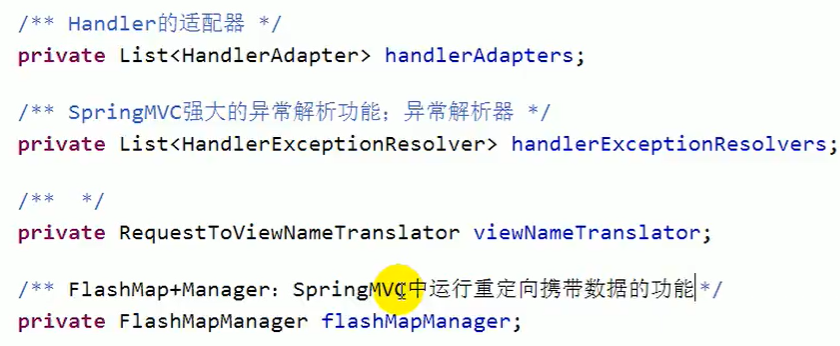 /** Handler的适配器 */
private List<HandlerAdapter> handlerAdapters;
/** SpringMVC强大的异常解析功能；异常解析器 */
private List<HandlerExceptionResolver> handlerExceptionResolvers;
/**  */
private RequestToViewNameTranslator viewNameTranslator;
/** FlashMap+Manager：SpringMVC中运行重定向携带数据的功能*/
private FlashMapManager flashMapManager;